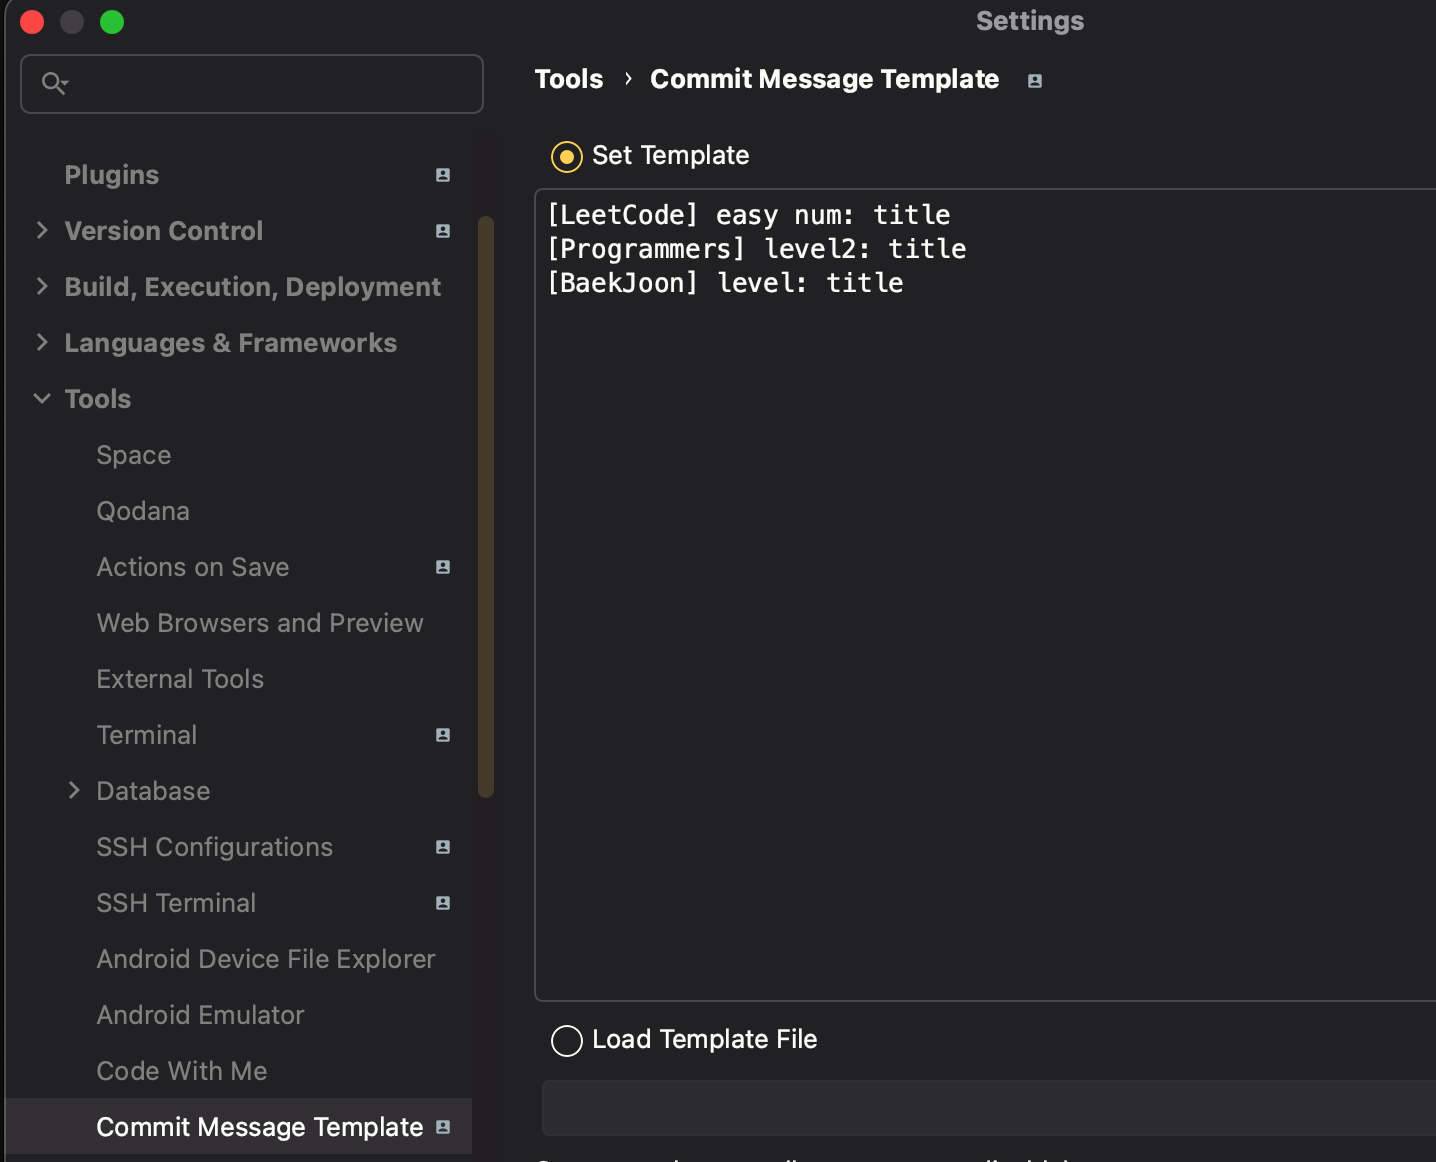 Settings
Tools › Commit Message Template
Plugins
Version Control
Build, Execution, Deployment
Languages & Frameworks
Tools
Space
Qodana
Actions on Save
Web Browsers and Preview
External Tools
Terminal
Database
SSH Configurations
SSH Terminal
Android Device File Explorer
Android Emulator
Code With Me
Commit Message Template
Set Template
[LeetCode] easy num: title
[Programmers] level2: title
[BaekJoon] level: title
Load Template File